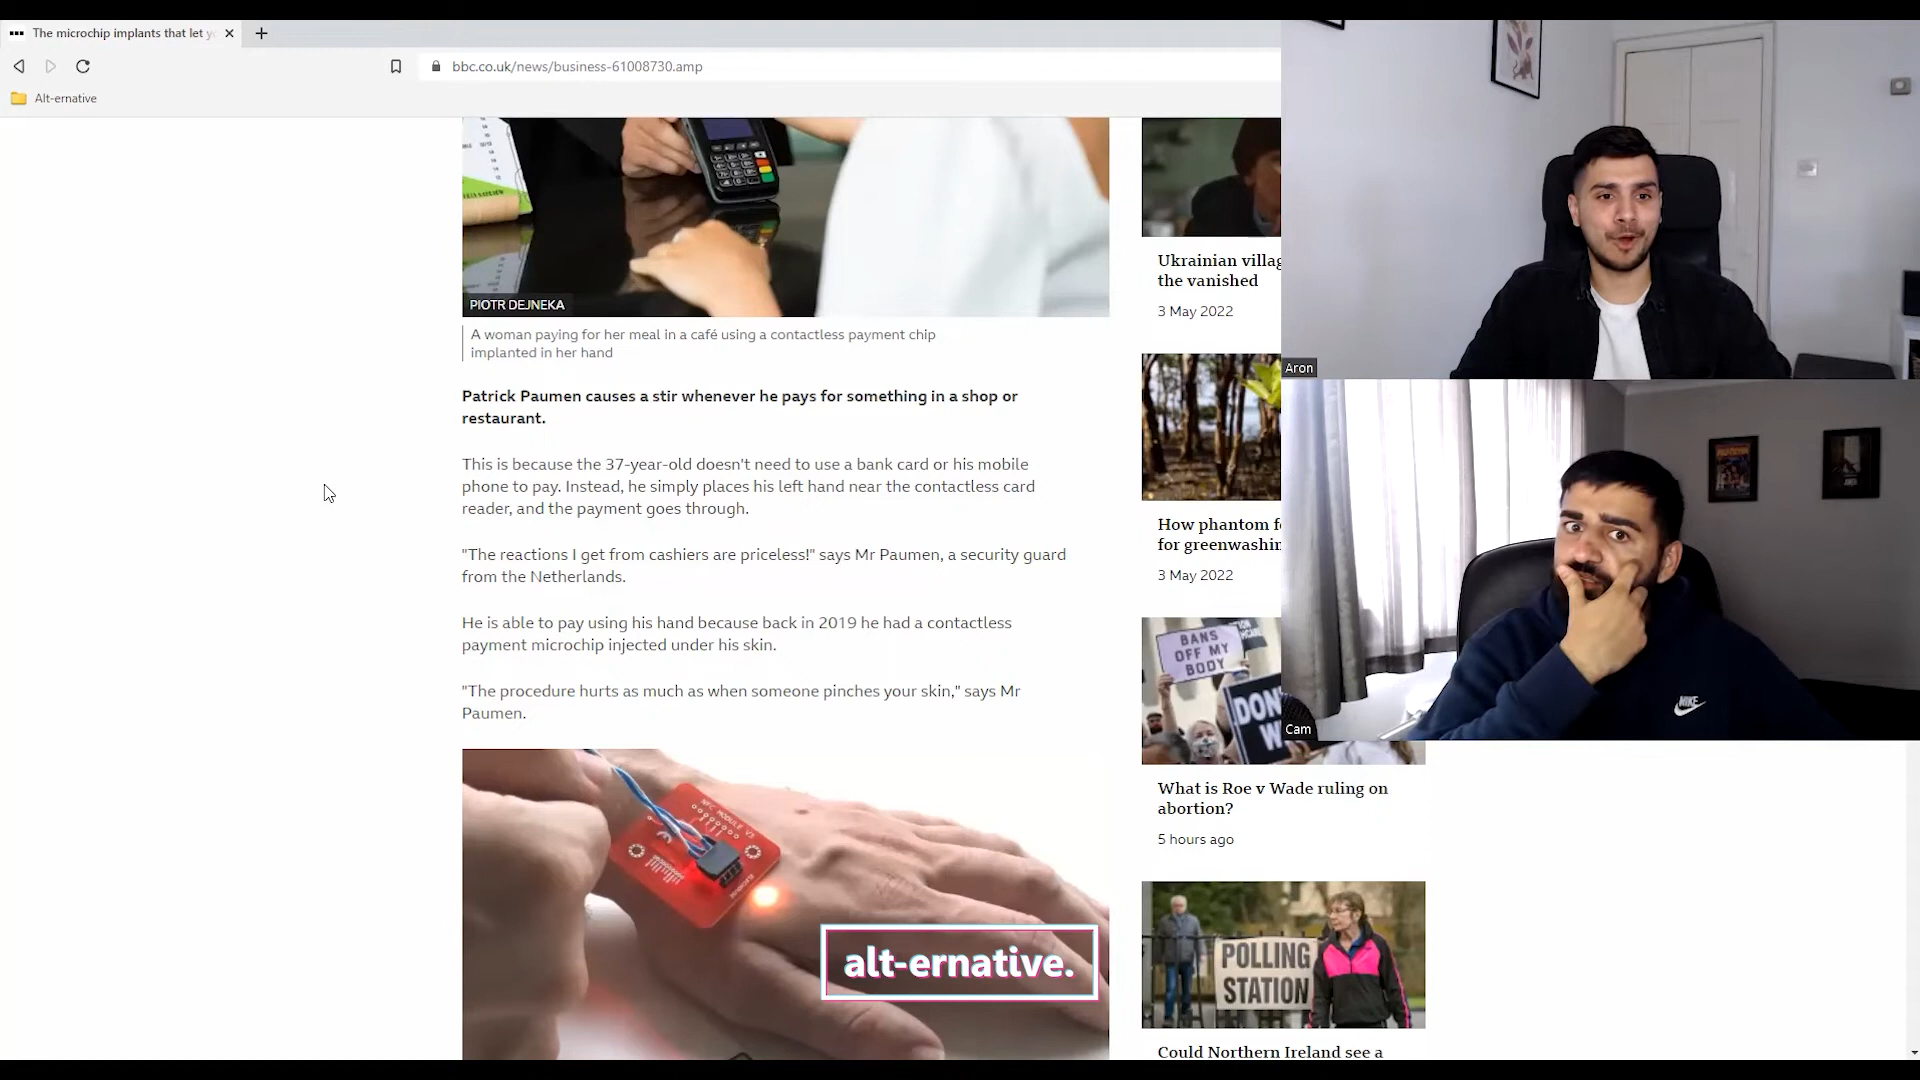 The microchip implants that let y
bbc.co.uk/news/business-61008730.amp
Alt-ernative
PIOTR DEJNEKA
A woman paying for her meal in a café using a contactless payment chip
implanted in her hand
Patrick Paumen causes a stir whenever he pays for something in a shop or
restaurant.
This is because the 37-year-old doesn't need to use a bank card or his mobile
phone to pay. Instead, he simply places his left hand near the contactless card
reader, and the payment goes through.
"The reactions I get from cashiers are priceless!" says Mr Paumen, a security guard
from the Netherlands.
He is able to pay using his hand because back in 2019 he had a contactless
payment microchip injected under his skin.
"The procedure hurts as much as when someone pinches your skin," says Mr
Paumen.
NFC MODULE V3
alt-ernative.
Ukrainian villag
the vanished
3 May 2022
How phantom f
for greenwashin
3 May 2022
BANS
OFF MY
BODY
DON
W
What is Roe v Wade ruling on
abortion?
5 hours ago
POLLING
STATION
Could Northern Ireland see a
Aron
Cam
NIKE